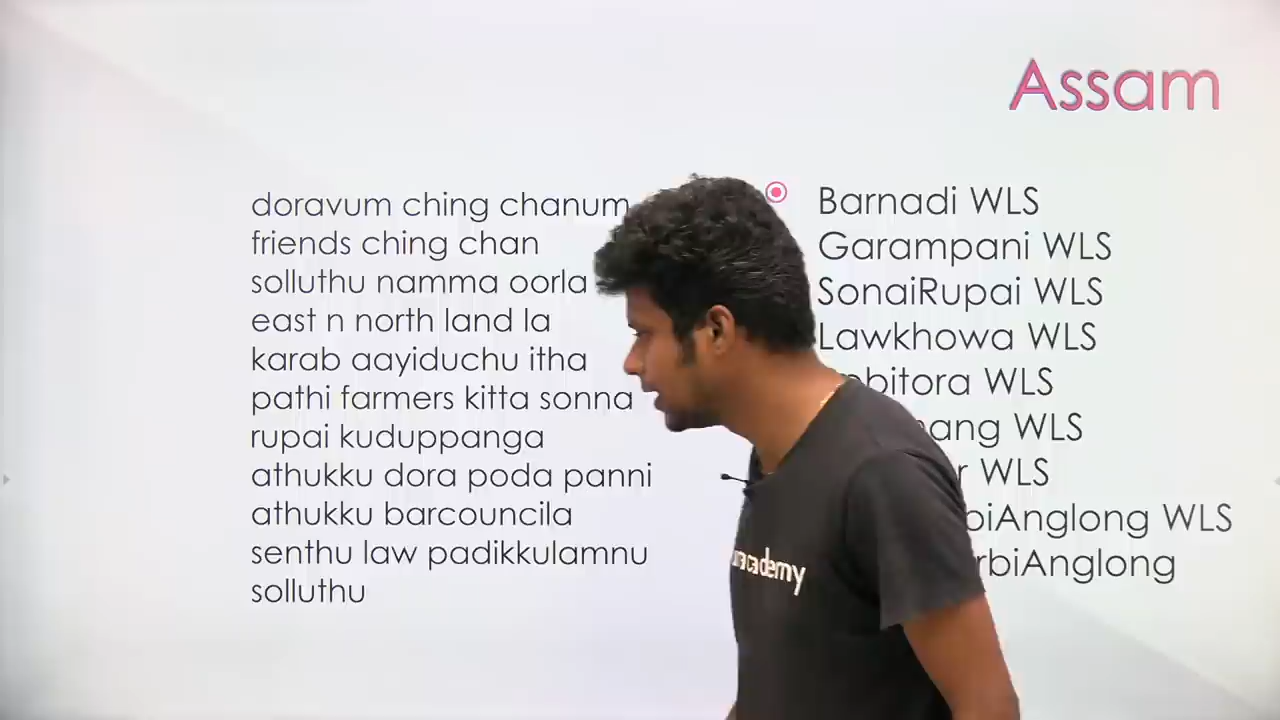 Assam
doravum ching chanum
friends ching chan
solluthu namma oorla
east n north land la
karab aayiduchu itha
pathi farmers kitta sonna
rupai kuduppanga
athukku dora poda panni
athukku barcouncila
senthu law padikkulamnu
solluthu
Barnadi WLS
Garampani WLS
SonaiRupai WLS
Lawkhowa WLS
WLS
WLS
WLS
WLS